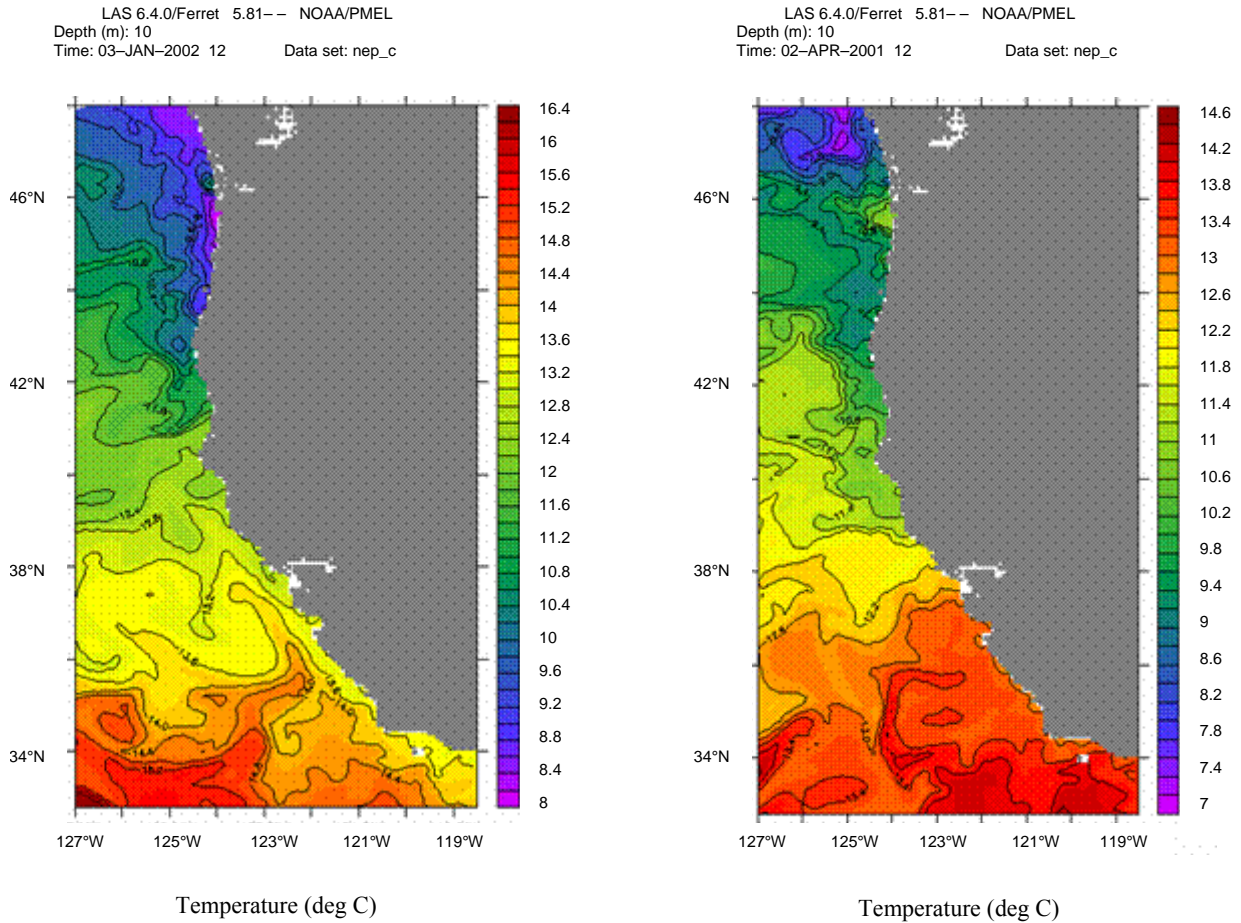 LAS 6.4.0/Ferret 5.81– – NOAA/PMEL
Depth (m): 10
Time: 03–JAN–2002 12 Data set: nep_c
16.4
16
15.6
15.2
14.8
14.4
14
13.6
13.2
12.8
12.4
12
11.6
11.2
10.8
10.4
10
9.6
9.2
8.8
8.4
8
46°N
42°N
38°N
34°N
127°W 125°W 123°W 121°W 119°W
Temperature (deg C)
LAS 6.4.0/Ferret 5.81– – NOAA/PMEL
Depth (m): 10
Time: 02–APR–2001 12 Data set: nep_c
14.6
14.2
13.8
13.4
13
12.6
12.2
11.8
11.4
11
10.6
10.2
9.8
9.4
9
8.6
8.2
7.8
7.4
7
46°N
42°N
38°N
34°N
127°W 125°W 123°W 121°W 119°W
Temperature (deg C)